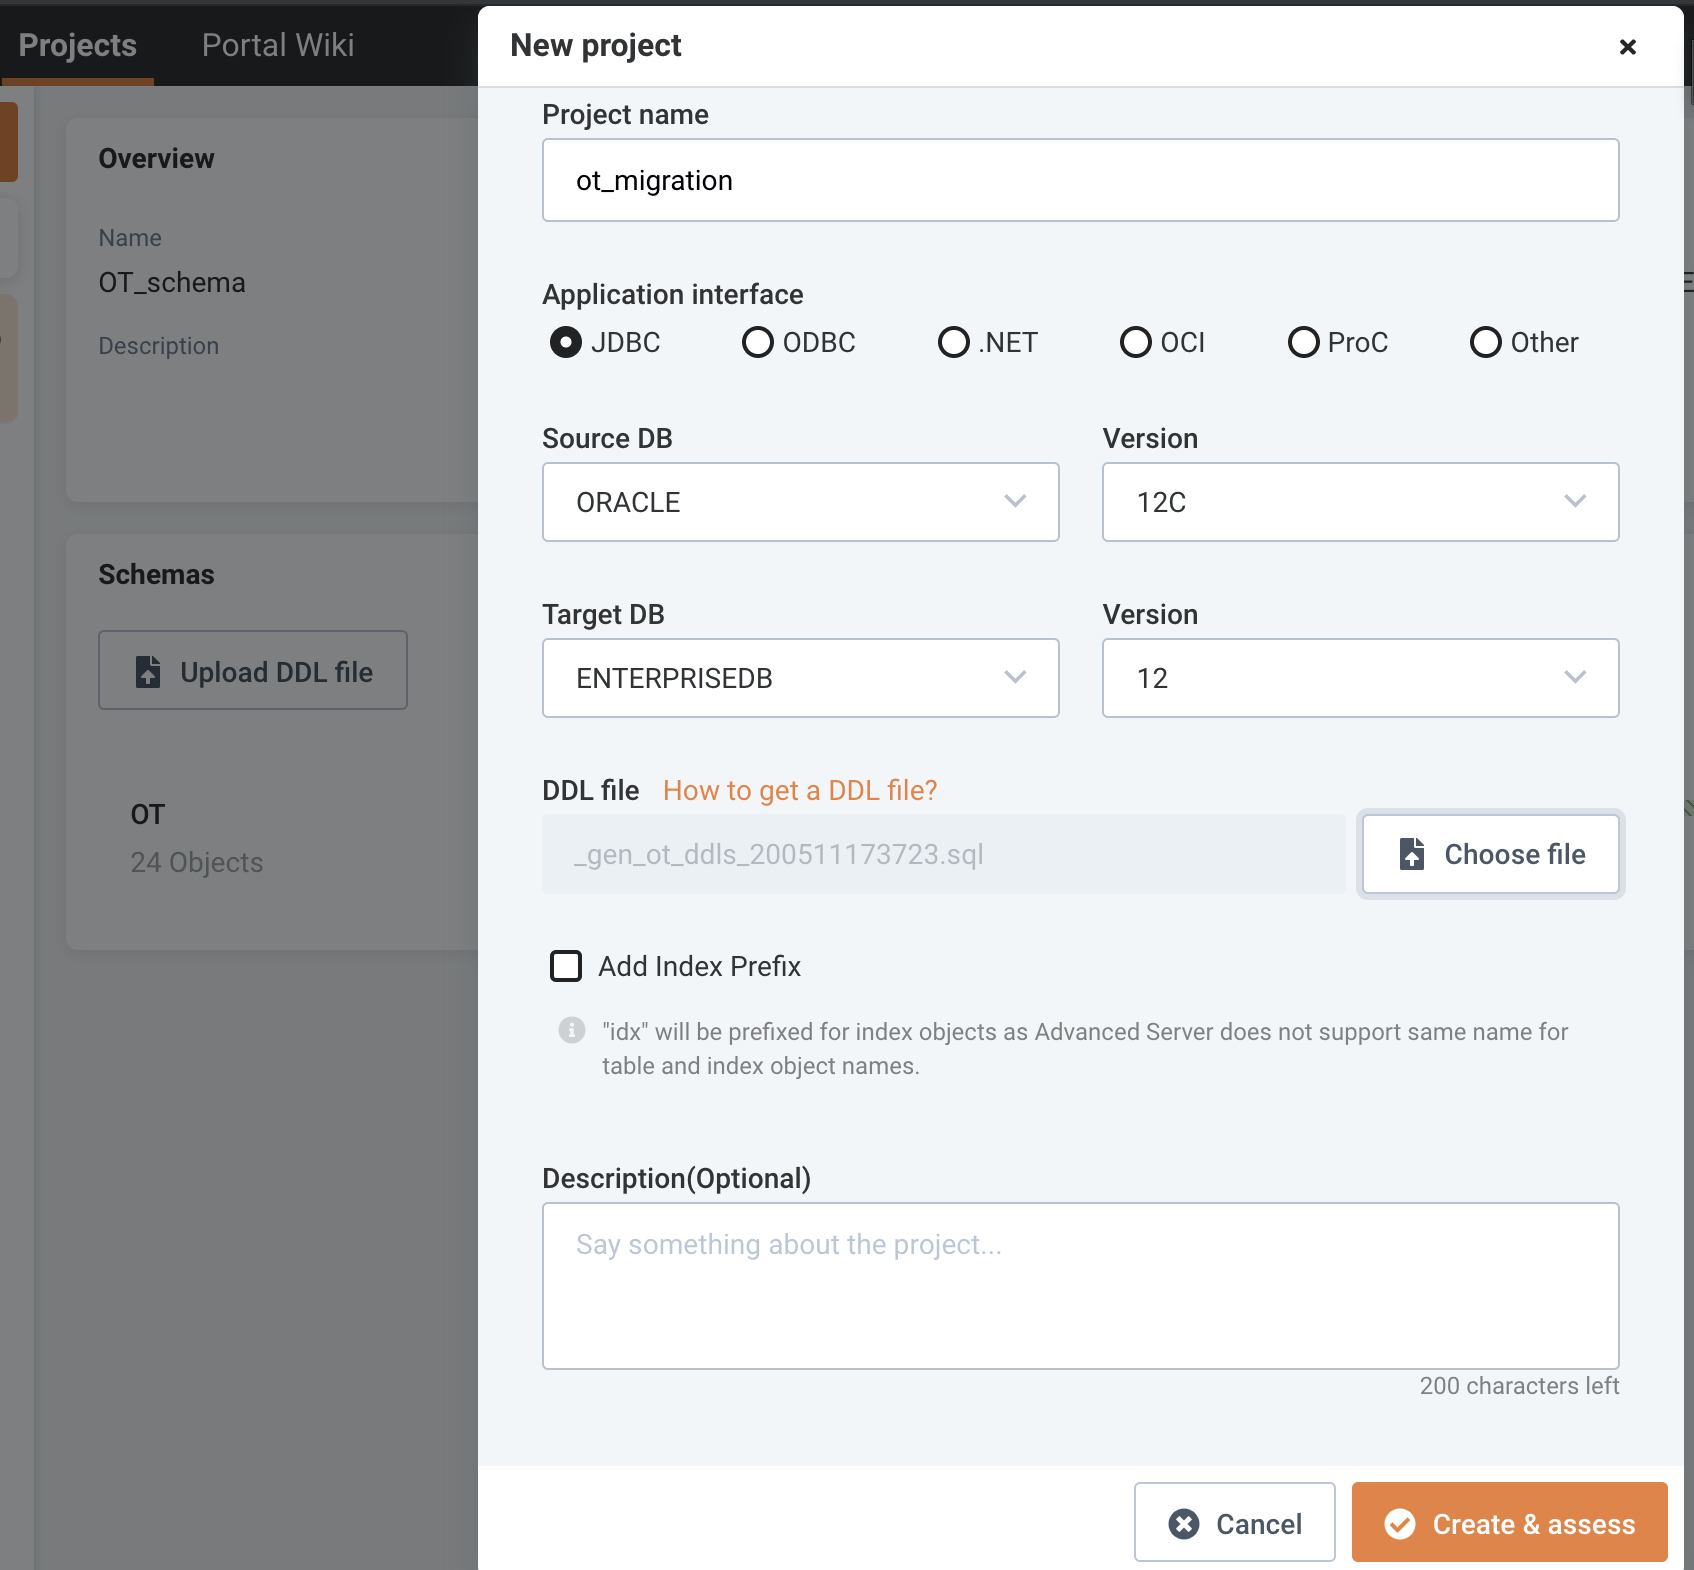 Projects
Portal Wiki
New project
Overview
Name
OT_schema
Description
Schemas
Upload DDL file
OT
24 Objects
Project name
ot_migration
Application interface
JDBC
ODBC
.NET
OCI
ProC
Other
Source DB
Version
ORACLE
12C
Target DB
Version
ENTERPRISEDB
12
DDL file How to get a DDL file?
_gen_ot_ddls_200511173723.sql
Choose file
Add Index Prefix
"idx" will be prefixed for index objects as Advanced Server does not support same name for
table and index object names.
Description(Optional)
Say something about the project...
200 characters left
Cancel
Create & assess